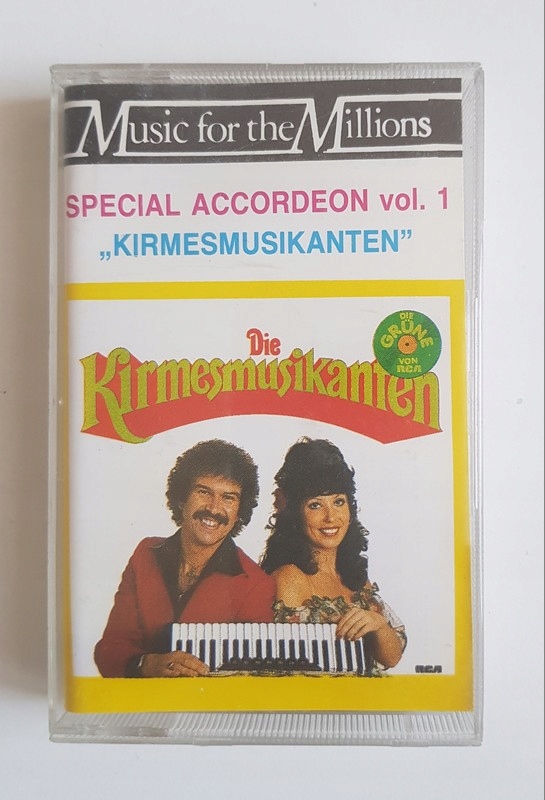 Music for the Millions
SPECIAL ACCORDEON vol. 1
„KIRMESMUSIKANTEN”
Die
Kirmesmusikanten
DIE
GRÜNE
VON
RCA
RCA